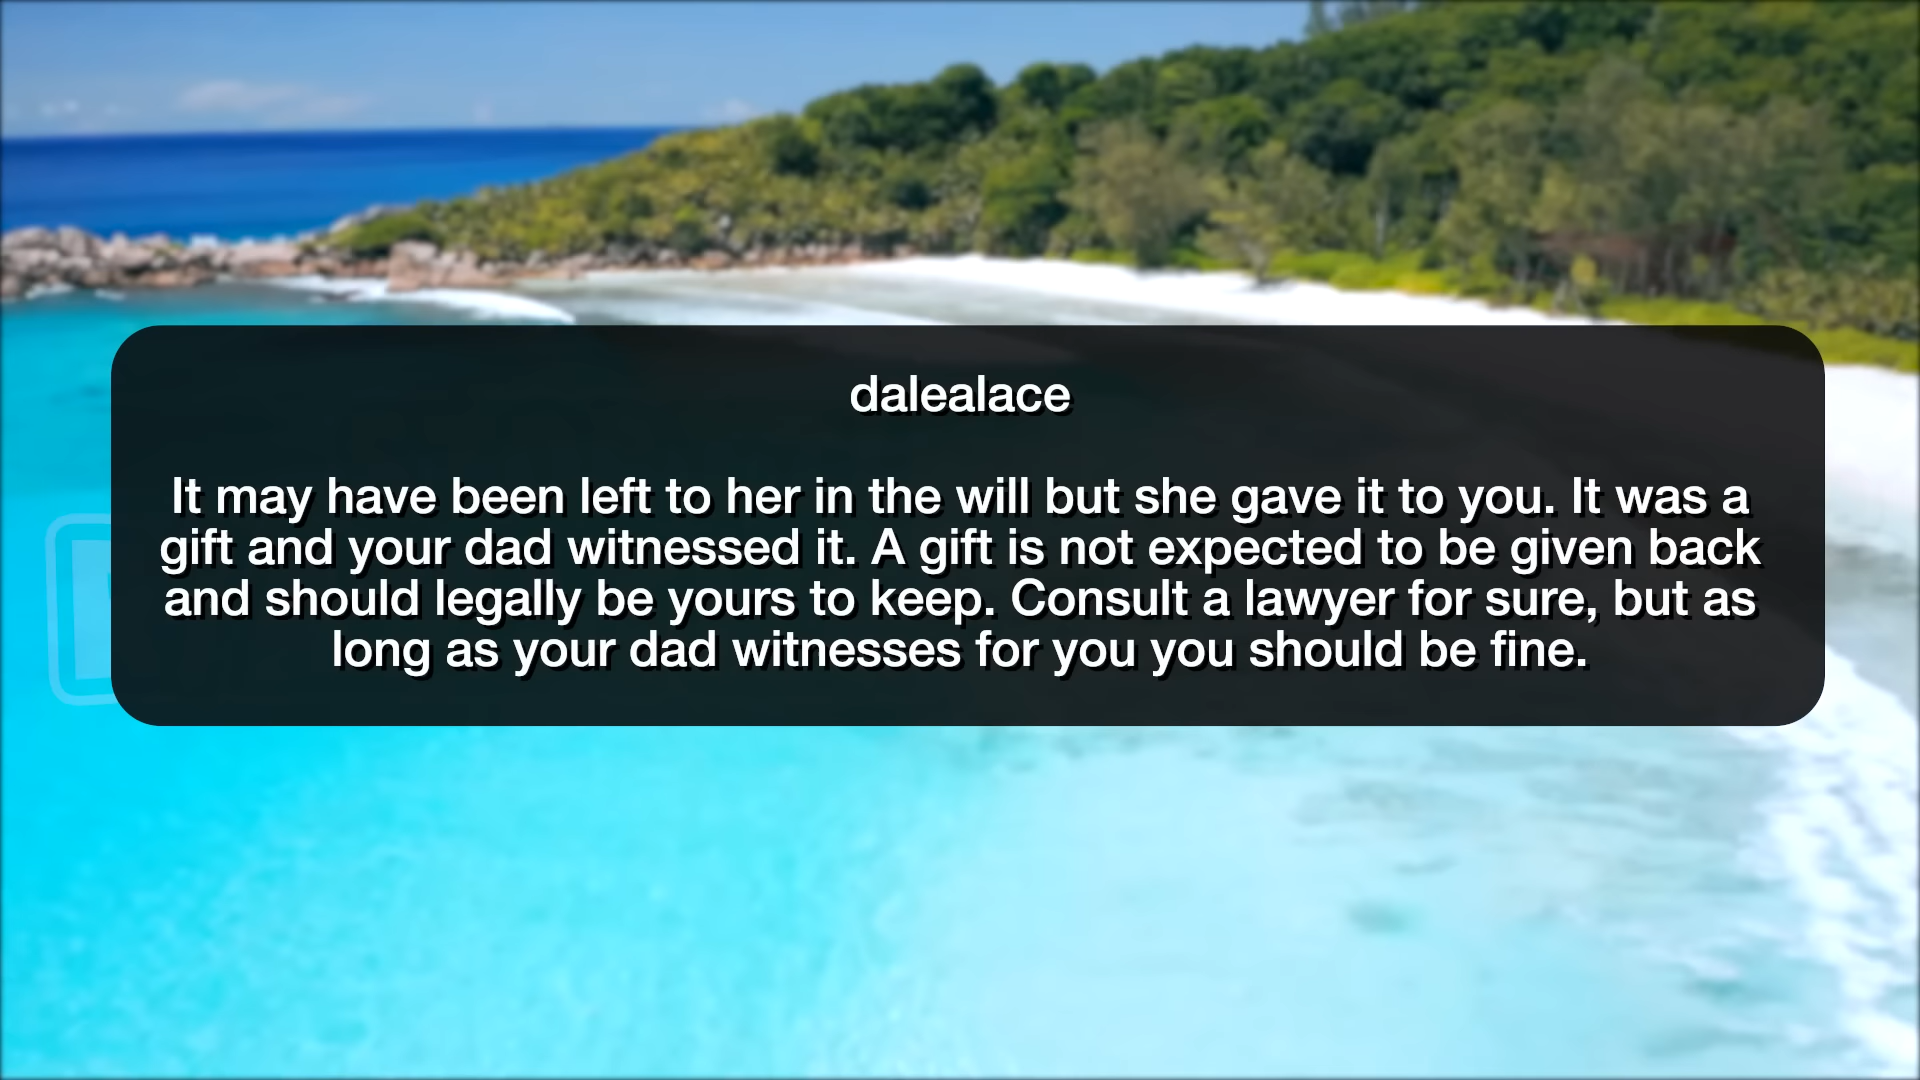 dalealace
It may have been left to her in the will but she gave it to you. It was a
gift and your dad witnessed it. A gift is not expected to be given back
and should legally be yours to keep. Consult a lawyer for sure, but as
long as your dad witnesses for you you should be fine.